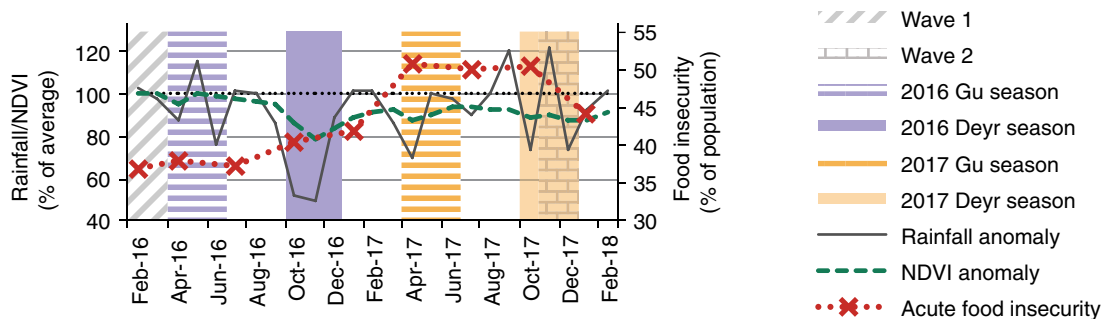 Rainfall/NDVI
(% of average)
120
100
80
60
40
55
50
45
40
35
30
Food insecurity
(% of population)
Feb-16
Apr-16
Jun-16
Aug-16
Oct-16
Dec-16
Feb-17
Apr-17
Jun-17
Aug-17
Oct-17
Dec-17
Feb-18
Wave 1
Wave 2
2016 Gu season
2016 Deyr season
2017 Gu season
2017 Deyr season
Rainfall anomaly
NDVI anomaly
Acute food insecurity